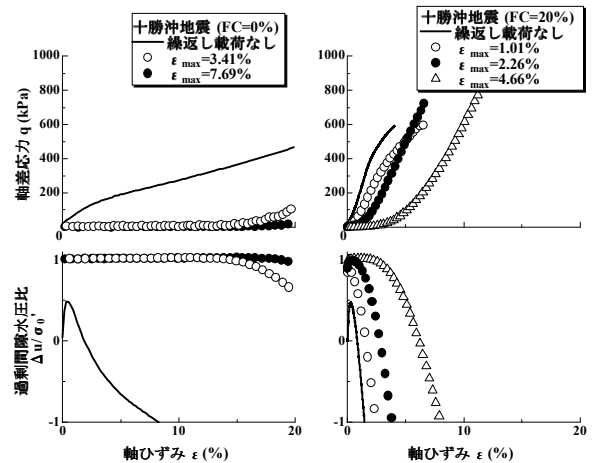 十勝沖地震 (FC=0%)
繰返し載荷なし
ε max=3.41%
ε max=7.69%
十勝沖地震 (FC=20%)
繰返し載荷なし
ε max=1.01%
ε max=2.26%
ε max=4.66%
軸差応力 q (kPa)
1000
800
600
400
200
0
0
過剰間隙水圧比
Δu/σ0'
1
0
-1
1
0
-1
0 10 20
0 10 20
軸ひずみ ε (%)
軸ひずみ ε (%)